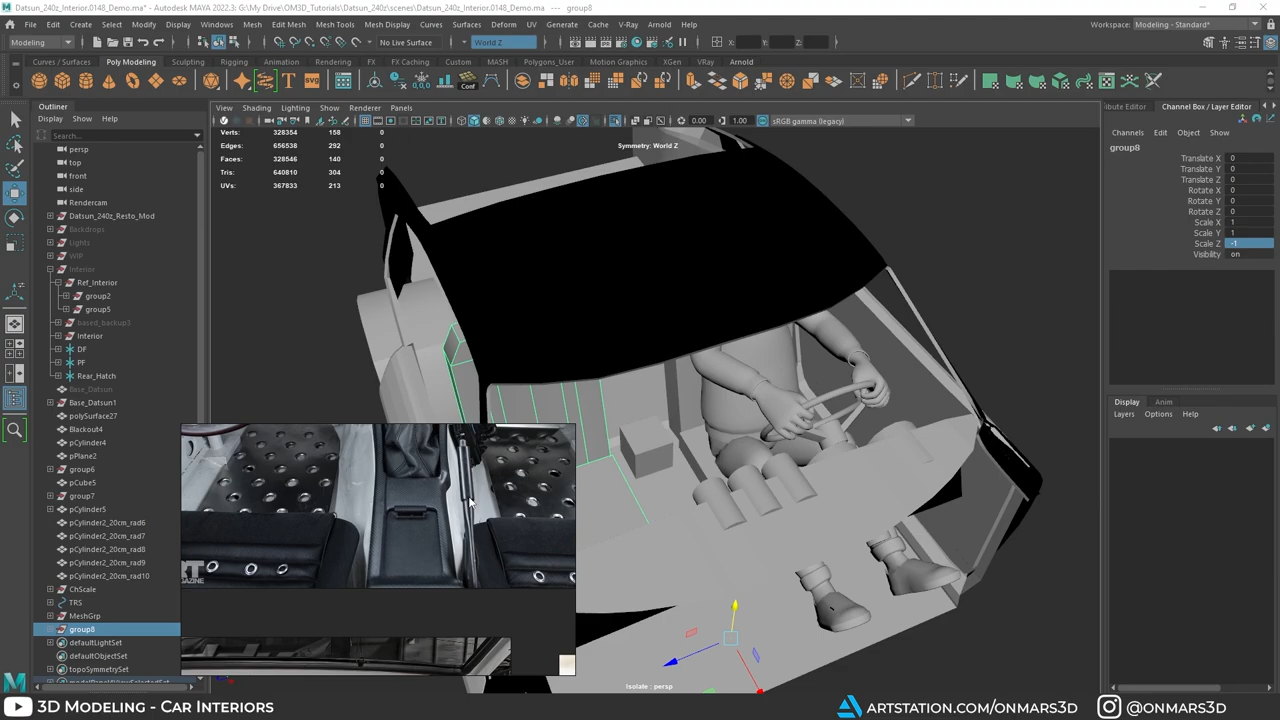 Datsun_240z_Interior.0148_Demo.ma* - Autodesk MAYA 2022.3: G:\My Drive\OM3D_Tutorials\Datsun_240z\scenes\Datsun_240z_Interior.0148_Demo.ma --- group8
File Edit Create Select Modify Display Windows Mesh Edit Mesh Mesh Tools Mesh Display Curves Surfaces Deform UV Generate Cache V-Ray Arnold Help
Workspace: Modeling - Standard*
Modeling
No Live Surface
World Z
X:
Y:
Z:
Curves / Surfaces Poly Modeling Sculpting Rigging Animation Rendering FX FX Caching Custom MASH Polygons_User Motion Graphics XGen VRay Arnold
SVG
Conf
Outliner
Display Show Help
Search...
persp
top
front
side
Rendercam
Datsun_240z_Resto_Mod
Backdrops
Lights
WIP
Interior
Ref_Interior
group2
group5
based_backup3
Interior
DF
PF
Rear_Hatch
Base_Datsun
Base_Datsun1
polySurface27
Blackout4
pCylinder4
pPlane2
group6
pCube5
group7
pCylinder5
pCylinder2_20cm_rad6
pCylinder2_20cm_rad7
pCylinder2_20cm_rad8
pCylinder2_20cm_rad9
pCylinder2_20cm_rad10
ChScale
TRS
MeshGrp
group8
defaultLightSet
defaultObjectSet
topoSymmetrySet
View Shading Lighting Show Renderer Panels
0.00
1.00
sRGB gamma (legacy)
Verts: 328354 158 0
Edges: 656538 292 0
Faces: 328546 140 0
Tris: 640810 304 0
UVs: 367833 213 0
Symmetry: World Z
Isolate : persp
bute Editor
Channel Box / Layer Editor
Channels Edit Object Show
group8
Translate X 0
Translate Y 0
Translate Z 0
Rotate X 0
Rotate Y 0
Rotate Z 0
Scale X 1
Scale Y 1
Scale Z -1
Visibility on
Display Anim
Layers Options Help
3D Modeling - CAR INTERIORS
ARTSTATION.COM/ONMARS3D
@ONMARS3D